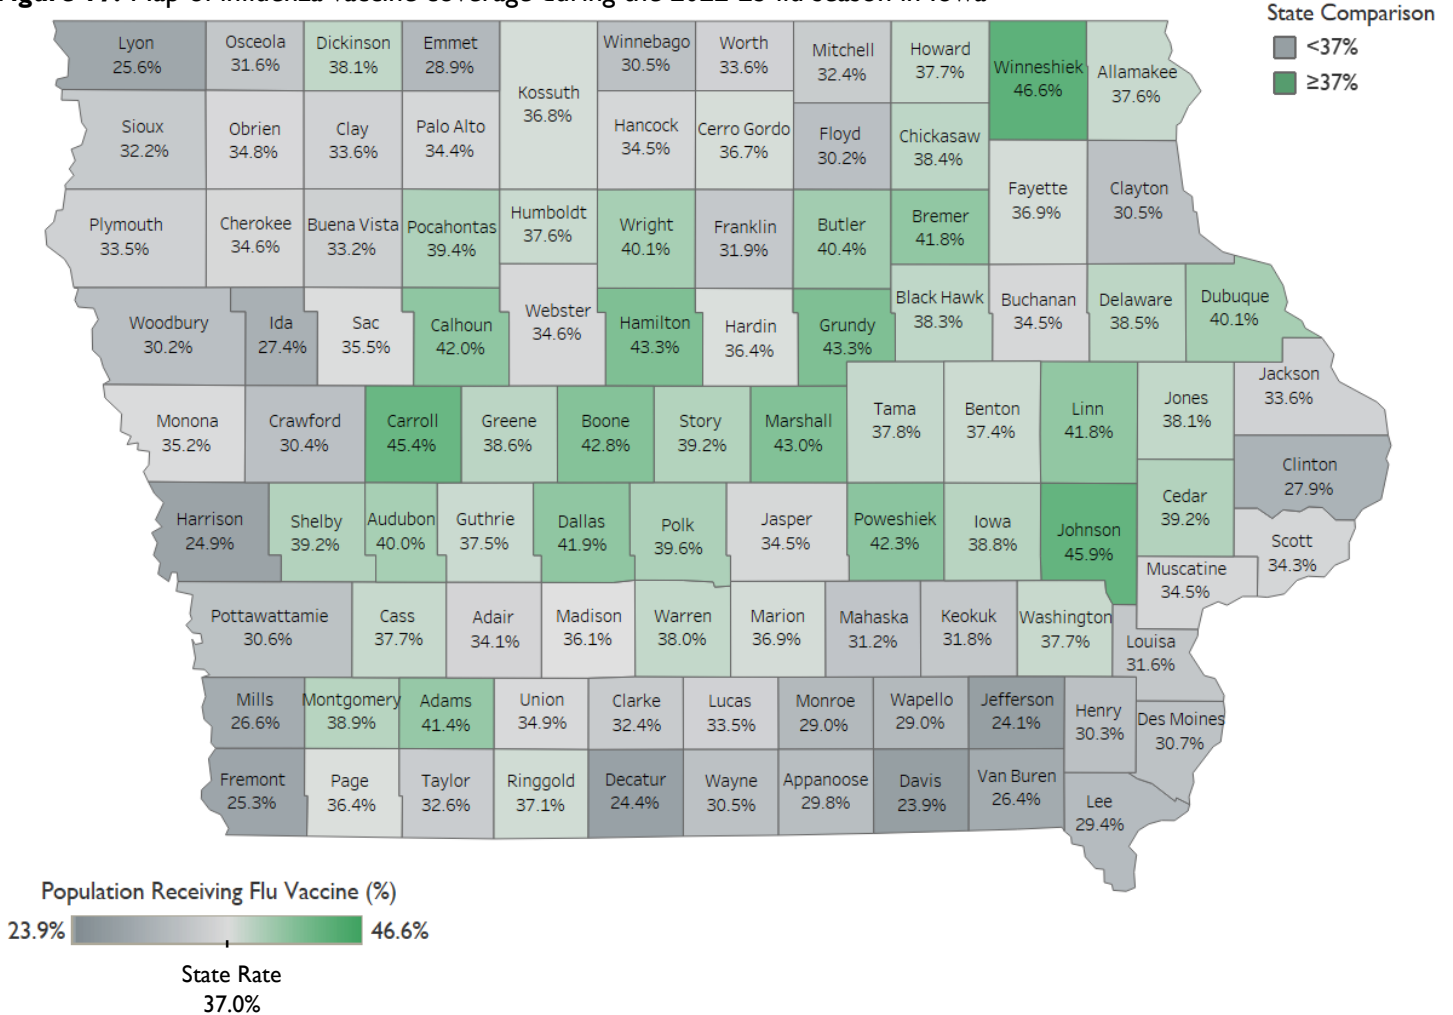 Figure Map of influenza vaccine coverage during the 2022-23 flu season in Iowa
State Comparison
<37%
≥37%
Lyon
25.6%
Osceola
31.6%
Dickinson
38.1%
Emmet
28.9%
Kossuth
36.8%
Winnebago
30.5%
Worth
33.6%
Mitchell
32.4%
Howard
37.7%
Winneshiek
46.6%
Allamakee
37.6%
Sioux
32.2%
Obrien
34.8%
Clay
33.6%
Palo Alto
34.4%
Hancock
34.5%
Cerro Gordo
36.7%
Floyd
30.2%
Chickasaw
38.4%
Fayette
36.9%
Clayton
30.5%
Plymouth
33.5%
Cherokee
34.6%
Buena Vista
33.2%
Pocahontas
39.4%
Humboldt
37.6%
Wright
40.1%
Franklin
31.9%
Butler
40.4%
Bremer
41.8%
Woodbury
30.2%
Ida
27.4%
Sac
35.5%
Calhoun
42.0%
Webster
34.6%
Hamilton
43.3%
Hardin
36.4%
Grundy
43.3%
Black Hawk
38.3%
Buchanan
34.5%
Delaware
38.5%
Dubuque
40.1%
Monona
35.2%
Crawford
30.4%
Carroll
45.4%
Greene
38.6%
Boone
42.8%
Story
39.2%
Marshall
43.0%
Tama
37.8%
Benton
37.4%
Linn
41.8%
Jones
38.1%
Jackson
33.6%
Clinton
27.9%
Harrison
24.9%
Shelby
39.2%
Audubon
40.0%
Guthrie
37.5%
Dallas
41.9%
Polk
39.6%
Jasper
34.5%
Poweshiek
42.3%
Iowa
38.8%
Johnson
45.9%
Cedar
39.2%
Scott
34.3%
Muscatine
34.5%
Pottawattamie
30.6%
Cass
37.7%
Adair
34.1%
Madison
36.1%
Warren
38.0%
Marion
36.9%
Mahaska
31.2%
Keokuk
31.8%
Washington
37.7%
Louisa
31.6%
Mills
26.6%
Montgomery
38.9%
Adams
41.4%
Union
34.9%
Clarke
32.4%
Lucas
33.5%
Monroe
29.0%
Wapello
29.0%
Jefferson
24.1%
Henry
30.3%
Des Moines
30.7%
Fremont
25.3%
Page
36.4%
Taylor
32.6%
Ringgold
37.1%
Decatur
24.4%
Wayne
30.5%
Appanoose
29.8%
Davis
23.9%
Van Buren
26.4%
Lee
29.4%
Population Receiving Flu Vaccine (%)
23.9%
46.6%
State Rate
37.0%